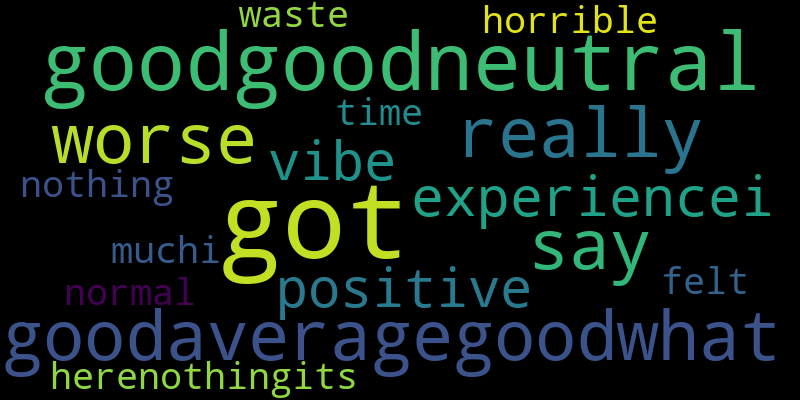 waste horrible
goodgoodneutral
time
worse really
vibe
nothing experiencei
got
muchi say
normal positive felt
goodaveragegoodwhat
herenothingits